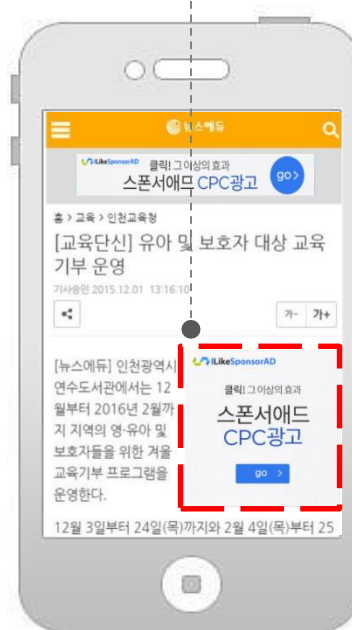 뉴스에듀
ILikeSponsorAD
클릭! 그 이상의 효과
스폰서애드 CPC광고
go >
홈 > 교육 > 인천교육청
[교육단신] 유아 및 보호자 대상 교육
기부 운영
기사승인 2015.12.01 13:16:10
가- 가+
[뉴스에듀] 인천광역시
연수도서관에서는 12
월부터 2016년 2월까
지 지역의 영·유아 및
보호자들을 위한 겨울
교육기부 프로그램을
운영한다.
ILikeSponsorAD
클릭! 그 이상의 효과
스폰서애드
CPC광고
go >
12월 3일부터 24일(목)까지와 2월 4일(목)부터 25